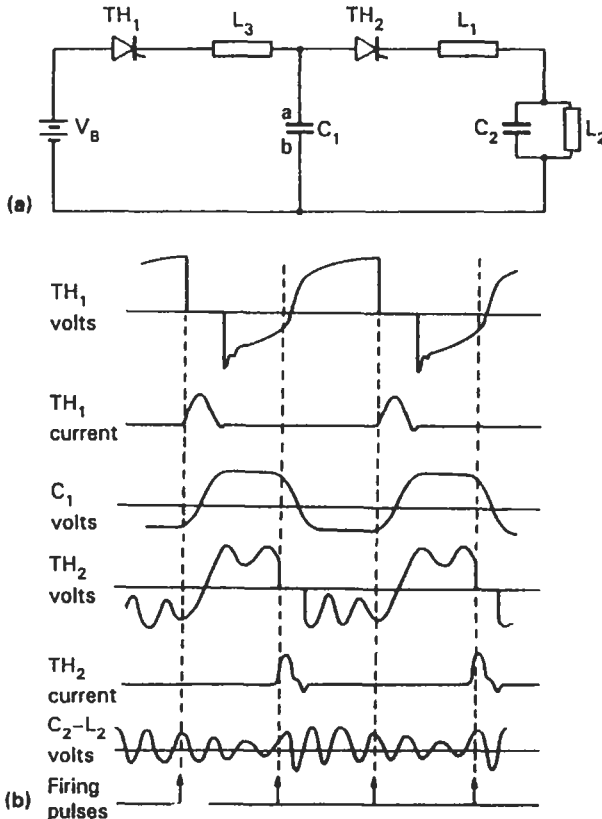 TH₁ L₃ TH₂ L₁
V_B a C₁ C₂ L₂
b
(a)
TH₁
volts
TH₁
current
C₁
volts
TH₂
volts
TH₂
current
C₂–L₂
volts
(b) Firing
pulses